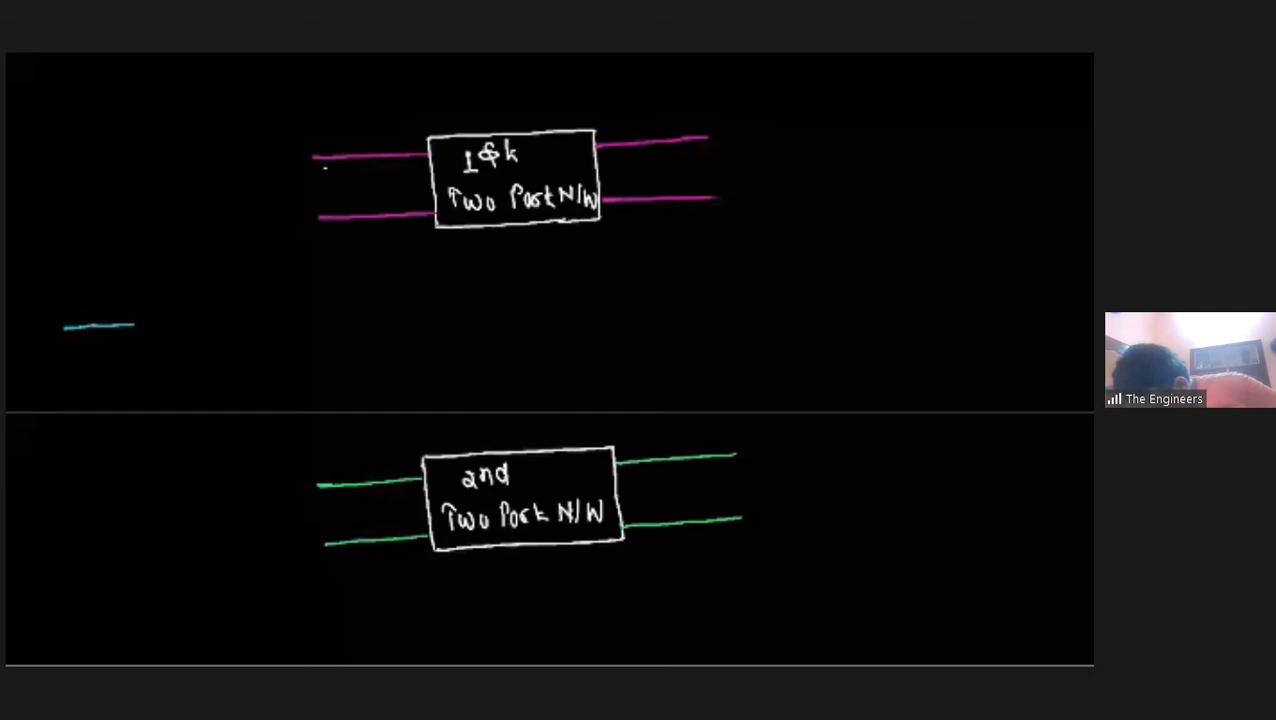 1st
Two Port N/W
The Engineers
2nd
Two Port N/W